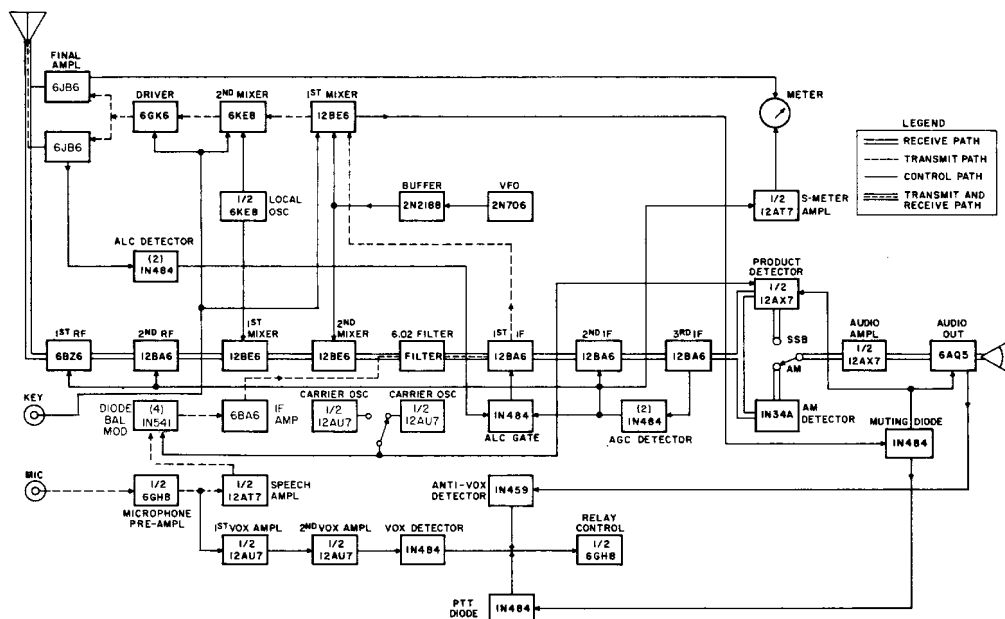 FINAL AMPL
6JB6
6JB6
DRIVER
6GK6
2ND MIXER
6KE8
1ST MIXER
12BE6
METER
LEGEND
RECEIVE PATH
TRANSMIT PATH
CONTROL PATH
TRANSMIT AND RECEIVE PATH
1/2 6KE8
LOCAL OSC
BUFFER
2N2188
VFO
2N706
1/2 12AT7
S-METER AMPL
ALC DETECTOR
(2) 1N484
PRODUCT DETECTOR
1/2 12AX7
1ST RF
6BZ6
2ND RF
12BA6
1ST MIXER
12BE6
2ND MIXER
12BE6
6.02 FILTER
FILTER
1ST IF
12BA6
2ND IF
12BA6
3RD IF
12BA6
SSB
AM
AUDIO AMPL
1/2 12AX7
AUDIO OUT
6AQ5
KEY
DIODE BAL MOD
(4) 1N541
6BA6
IF AMP
CARRIER OSC
1/2 12AU7
CARRIER OSC
1/2 12AU7
1N484
ALC GATE
(2) 1N484
AGC DETECTOR
1N34A
AM DETECTOR
MUTING DIODE
1N484
MIC
1/2 6GH8
MICROPHONE PRE-AMPL
1/2 12AT7
SPEECH AMPL
ANTI-VOX DETECTOR
1N459
1ST VOX AMPL
1/2 12AU7
2ND VOX AMPL
1/2 12AU7
VOX DETECTOR
1N484
RELAY CONTROL
1/2 6GH8
PTT DIODE
1N484